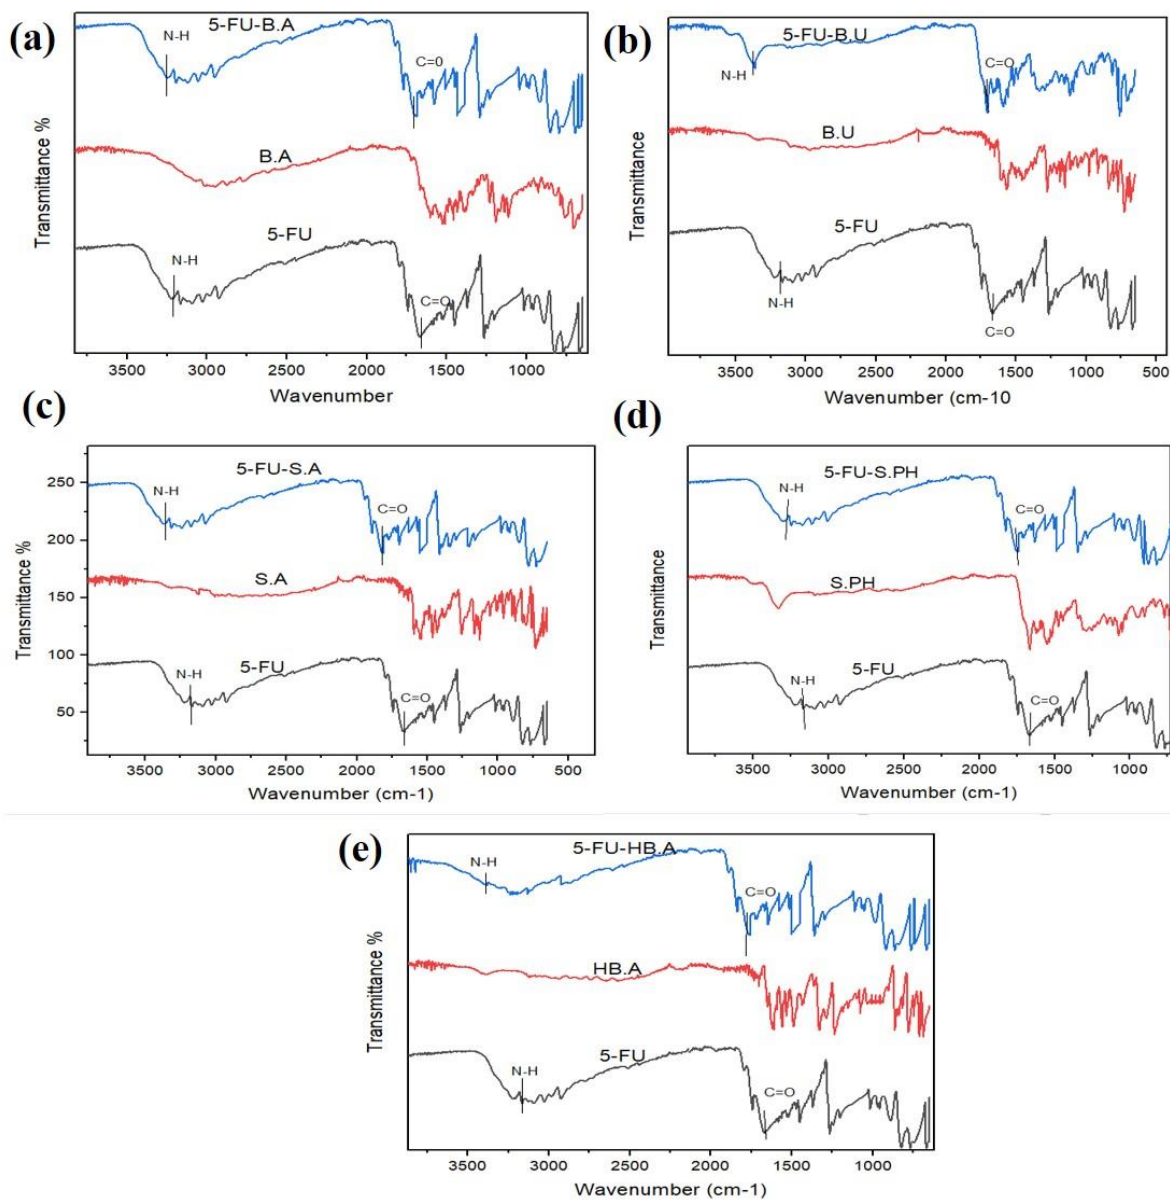 (a)
5-FU-B.A
N-H
C=0
B.A
5-FU
N-H
C=O
Transmittance %
3500 3000 2500 2000 1500 1000
Wavenumber
(b)
5-FU-B.U
N-H
C=O
B.U
5-FU
N-H
C=O
Transmittance
4000 3500 3000 2500 2000 1500 1000 500
Wavenumber (cm-10
(c)
5-FU-S.A
N-H
C=O
S.A
5-FU
N-H
C=O
Transmittance %
250
200
150
100
50
3500 3000 2500 2000 1500 1000 500
Wavenumber (cm-1)
(d)
5-FU-S.PH
N-H
C=O
S.PH
5-FU
N-H
C=O
Transmittance
3500 3000 2500 2000 1500 1000
Wavenumber (cm-1)
(e)
5-FU-HB.A
N-H
C=O
HB.A
5-FU
N-H
C=O
Transmittance %
3500 3000 2500 2000 1500 1000
Wavenumber (cm-1)